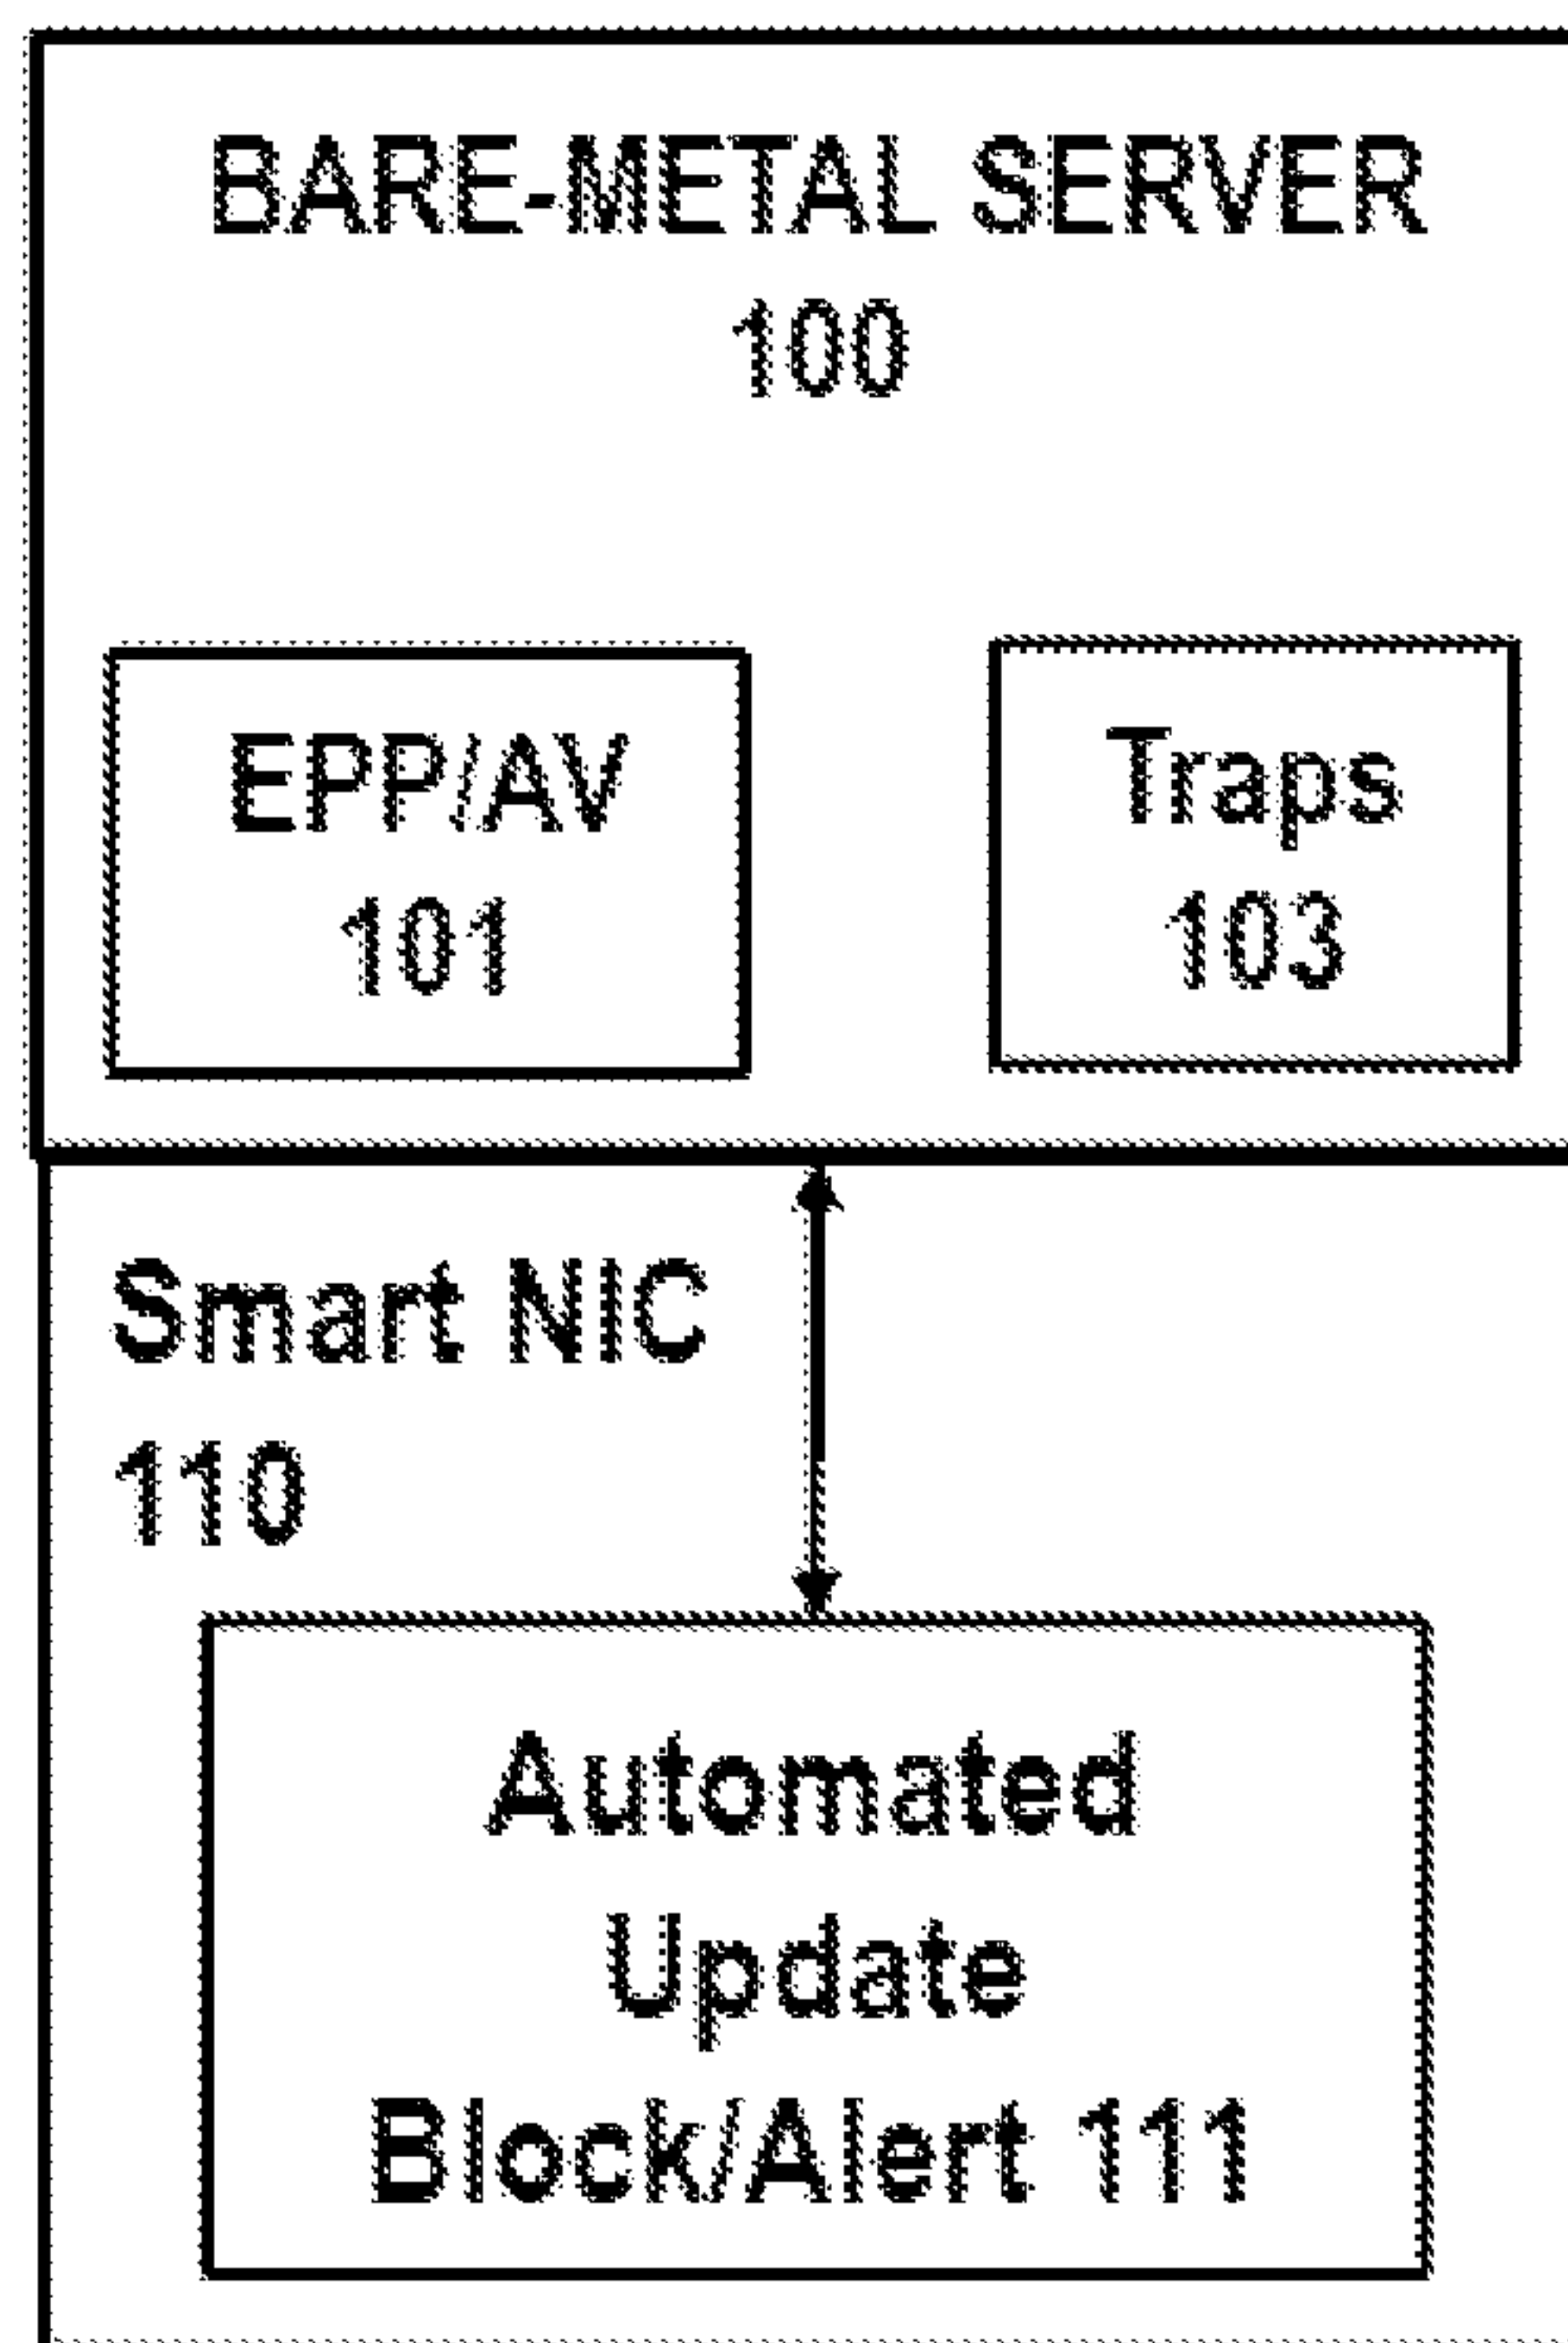 BARE-METAL SERVER
100
EPP/AV
101
Traps
103
Smart NIC
110
Automated
Update
Block/Alert 111